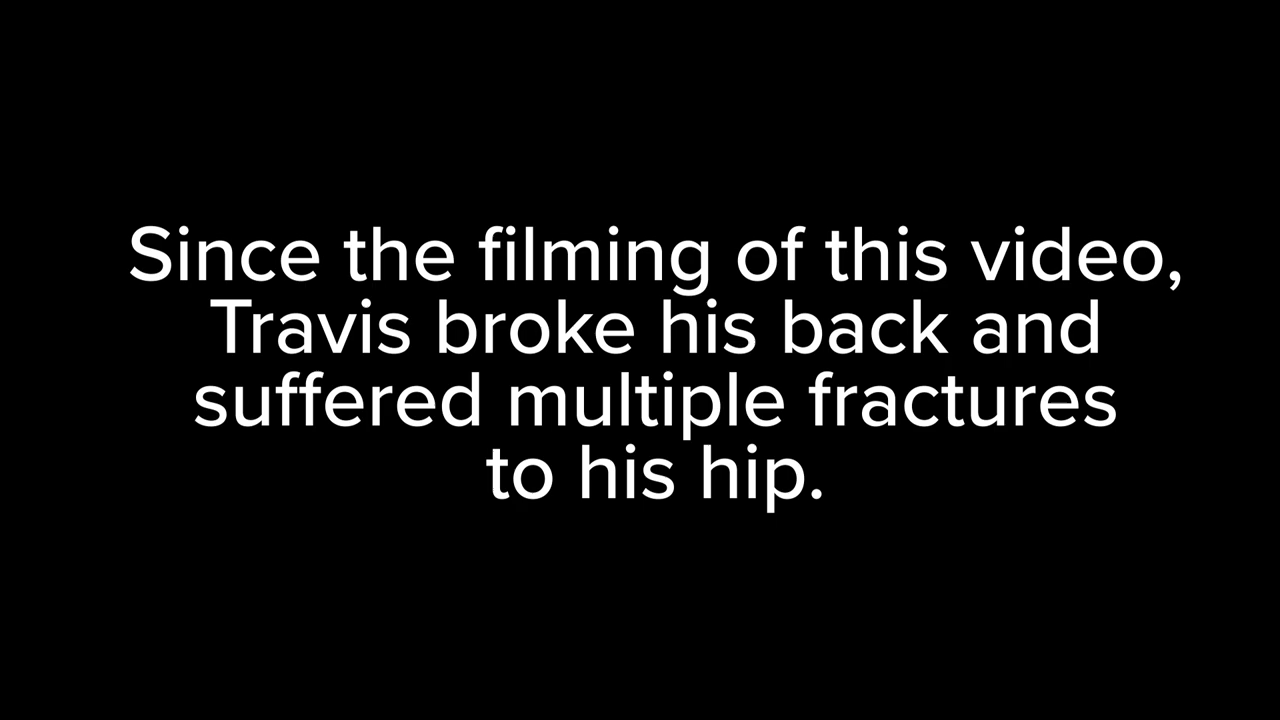 Since the filming of this video,
Travis broke his back and
suffered multiple fractures
to his hip.